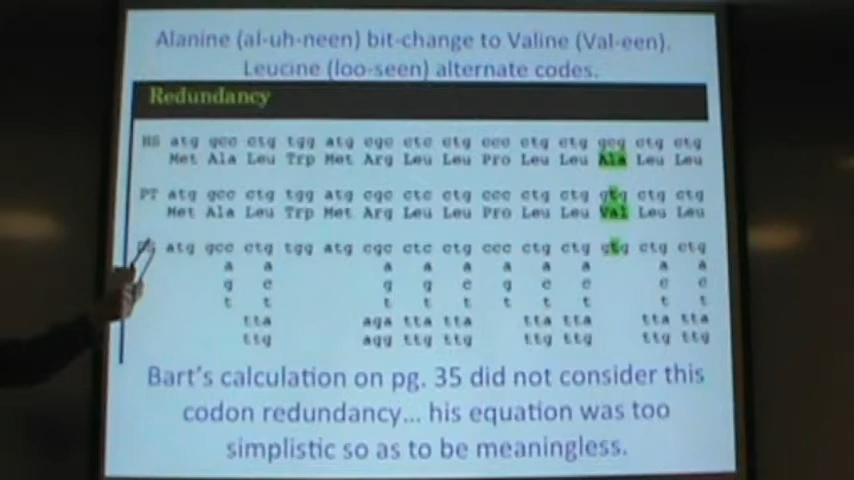 Alanine (al-uh-neen) bit-change to Valine (Val-een).
Leucine (loo-seen) alternate codes.
Redundancy
HS atg gcc ctg tgg atg cgc ctc ctg ccc ctg ctg gcg ctg ctg
Met Ala Leu Trp Met Arg Leu Leu Pro Leu Leu Ala Leu Leu
PT atg gcc ctg tgg atg cgc ctc ctg ccc ctg ctg gtg ctg ctg
Met Ala Leu Trp Met Arg Leu Leu Pro Leu Leu Val Leu Leu
atg gcc ctg tgg atg cgc ctc ctg ccc ctg ctg gtg ctg ctg
a a a a a a a a a a
g c g g c g c c c c
t t t t t t t t t t
tta aga tta tta tta tta tta tta
ttg agg ttg ttg ttg ttg ttg ttg
Bart's calculation on pg. 35 did not consider this
codon redundancy... his equation was too
simplistic so as to be meaningless.